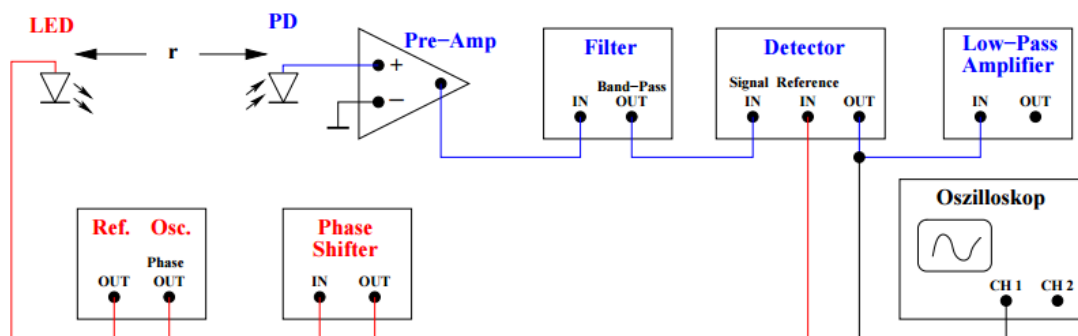 LED
PD
r
Pre−Amp
+
−
Filter
Band−Pass
IN OUT
Detector
Signal Reference
IN IN OUT
Low−Pass
Amplifier
IN OUT
Oszilloskop
CH 1 CH 2
Ref. Osc.
Phase
OUT OUT
Phase
Shifter
IN OUT